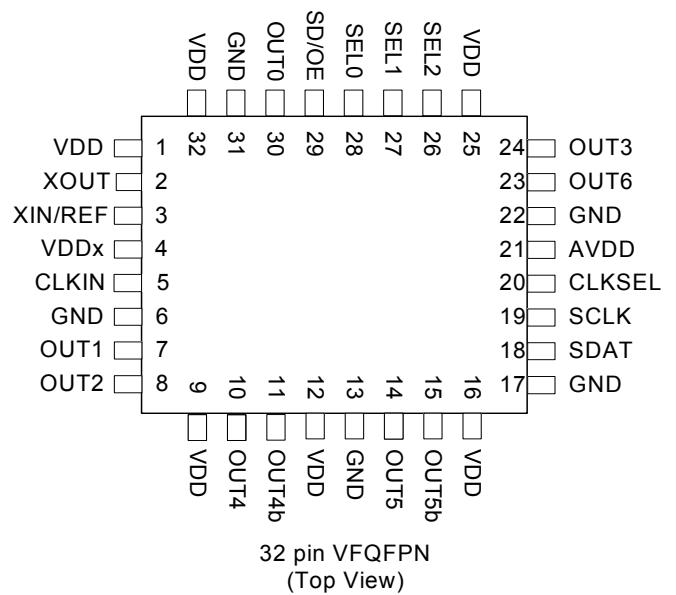 VDD
GND
OUT0
SD/OE
SEL0
SEL1
SEL2
VDD
32
31
30
29
28
27
26
25
VDD 1
XOUT 2
XIN/REF 3
VDDx 4
CLKIN 5
GND 6
OUT1 7
OUT2 8
24 OUT3
23 OUT6
22 GND
21 AVDD
20 CLKSEL
19 SCLK
18 SDAT
17 GND
9
10
11
12
13
14
15
16
VDD
OUT4
OUT4b
VDD
GND
OUT5
OUT5b
VDD
32 pin VFQFPN
(Top View)